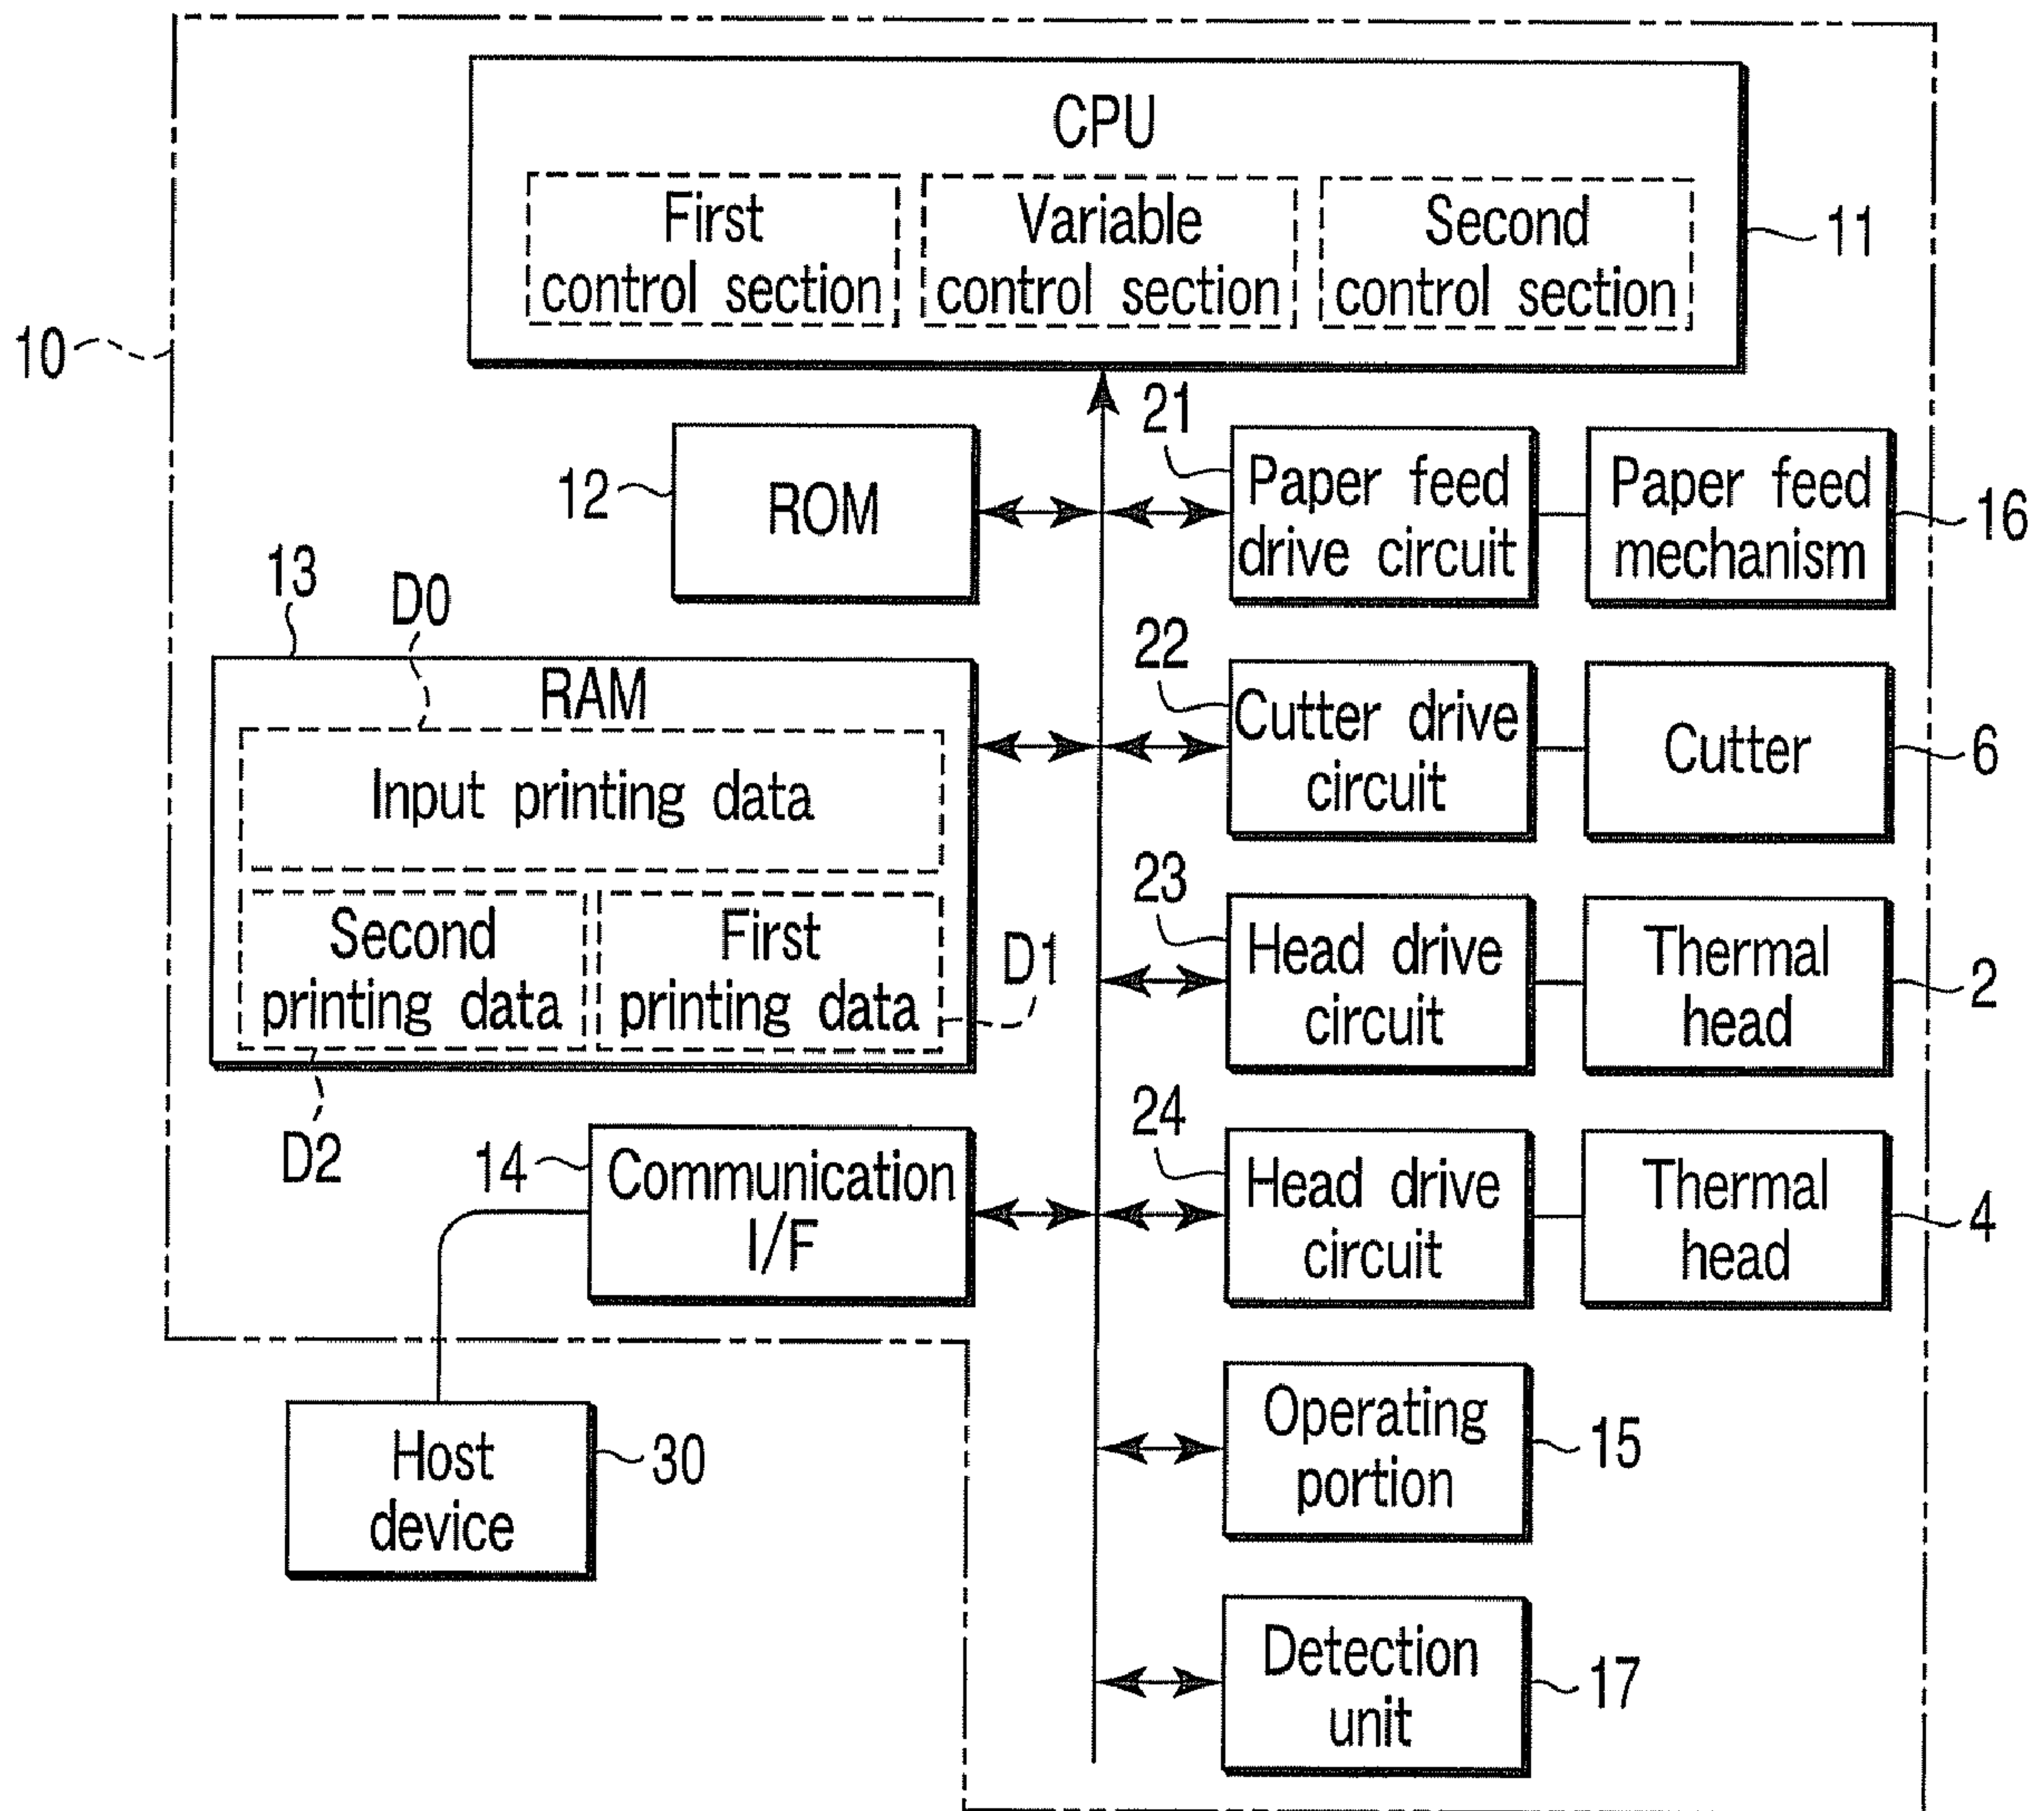 CPU
First
control section
Variable
control section
Second
control section
11
10
21
12
ROM
Paper feed
drive circuit
Paper feed
mechanism
16
13
D0
RAM
Input printing data
Second
printing data
First
printing data
D1
D2
22
Cutter drive
circuit
Cutter
6
23
Head drive
circuit
Thermal
head
2
14
Communication
I/F
24
Head drive
circuit
Thermal
head
4
Host
device
30
Operating
portion
15
Detection
unit
17